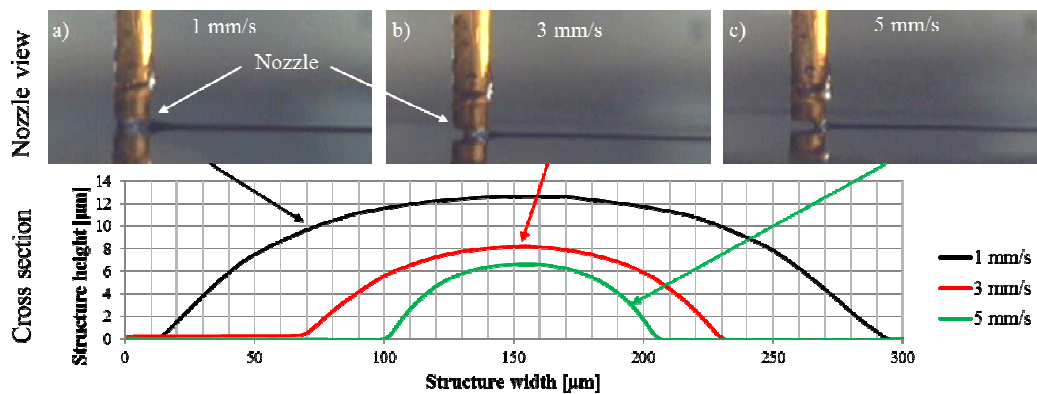 Nozzle view
a)
1 mm/s
b)
3 mm/s
c)
5 mm/s
Nozzle
Cross section
Structure height [µm]
14
12
10
8
6
4
2
0
0
50
100
150
200
250
300
Structure width [µm]
1 mm/s
3 mm/s
5 mm/s